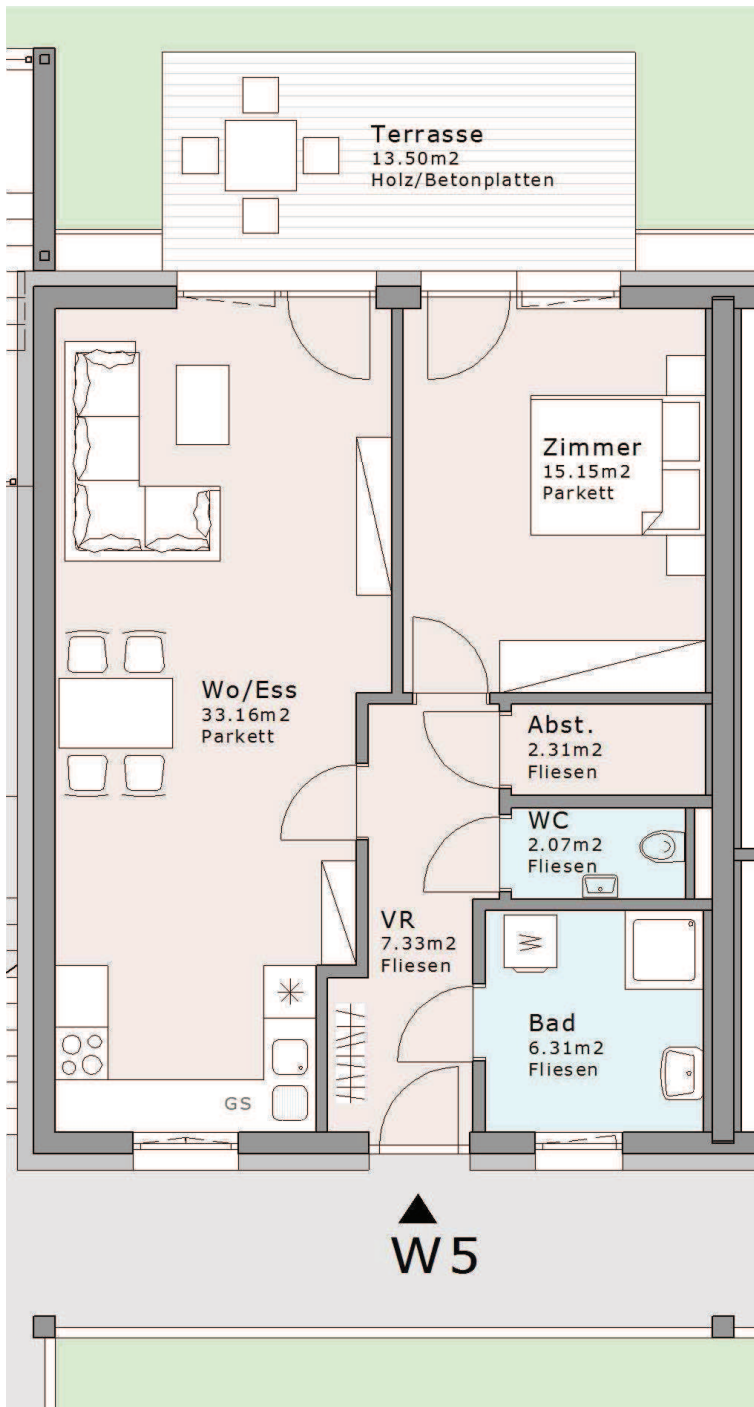 Terrasse
13.50m2
Holz/Betonplatten
Zimmer
15.15m2
Parkett
Wo/Ess
33.16m2
Parkett
Abst.
2.31m2
Fliesen
WC
2.07m2
Fliesen
VR
7.33m2
Fliesen
Bad
6.31m2
Fliesen
GS
W5